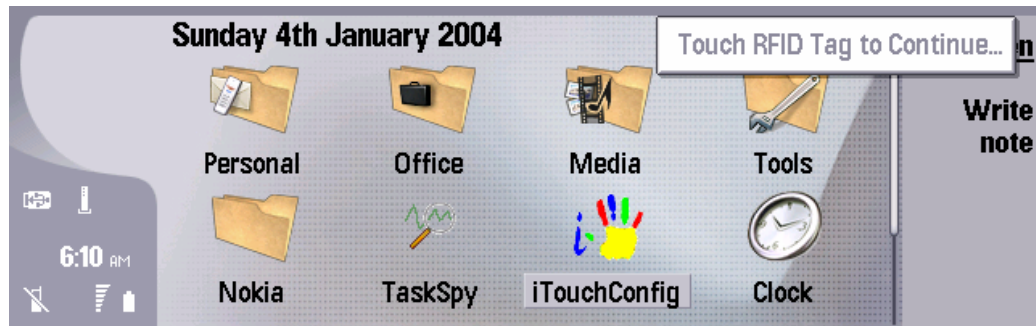 Sunday 4th January 2004
Touch RFID Tag to Continue...
Write
note
Personal
Office
Media
Tools
6:10 AM
Nokia
TaskSpy
iTouchConfig
Clock